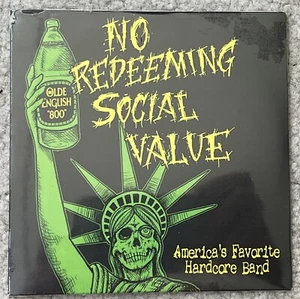 NO
REDEEMING
SOCIAL
VALUE
OLDE
ENGLISH
"800"
America's Favorite
Hardcore Band